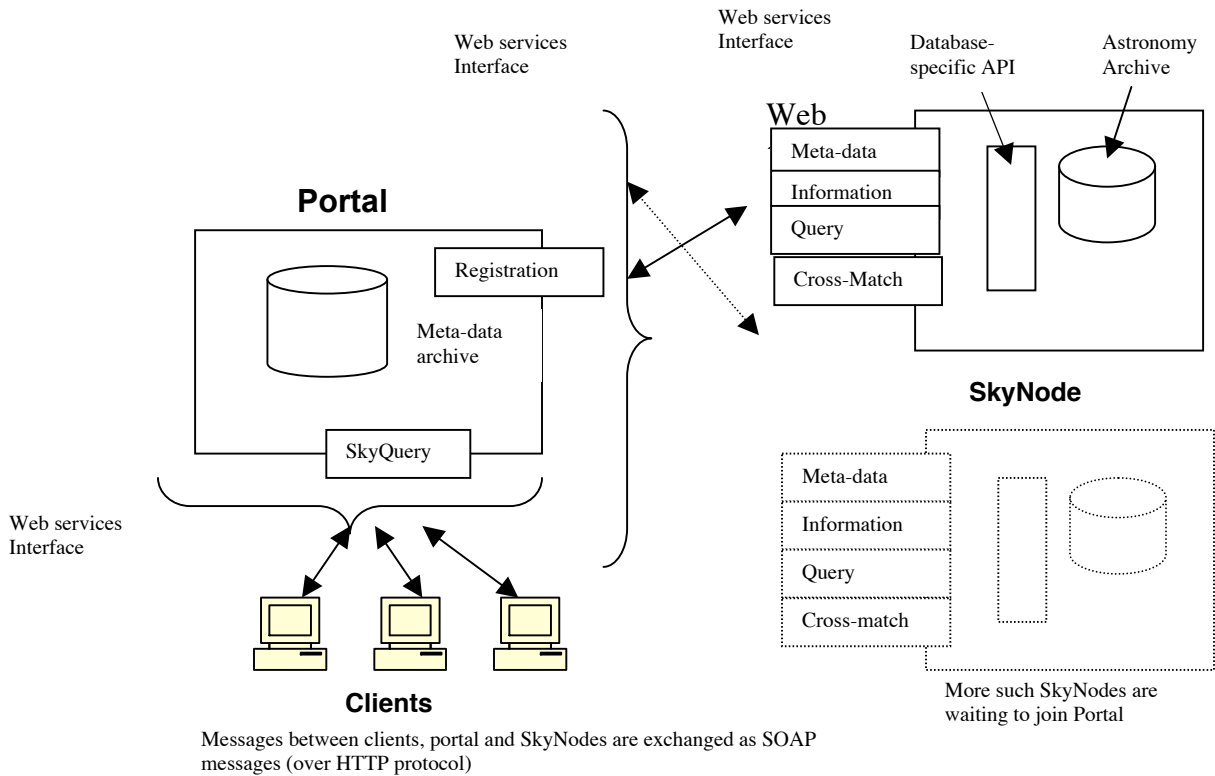 Web services
Interface
Web services
Interface
Database-
specific API
Astronomy
Archive
Web
Meta-data
Information
Query
Cross-Match
Portal
Registration
Meta-data
archive
SkyQuery
SkyNode
Meta-data
Information
Query
Cross-match
Web services
Interface
Clients
More such SkyNodes are
waiting to join Portal
Messages between clients, portal and SkyNodes are exchanged as SOAP
messages (over HTTP protocol)